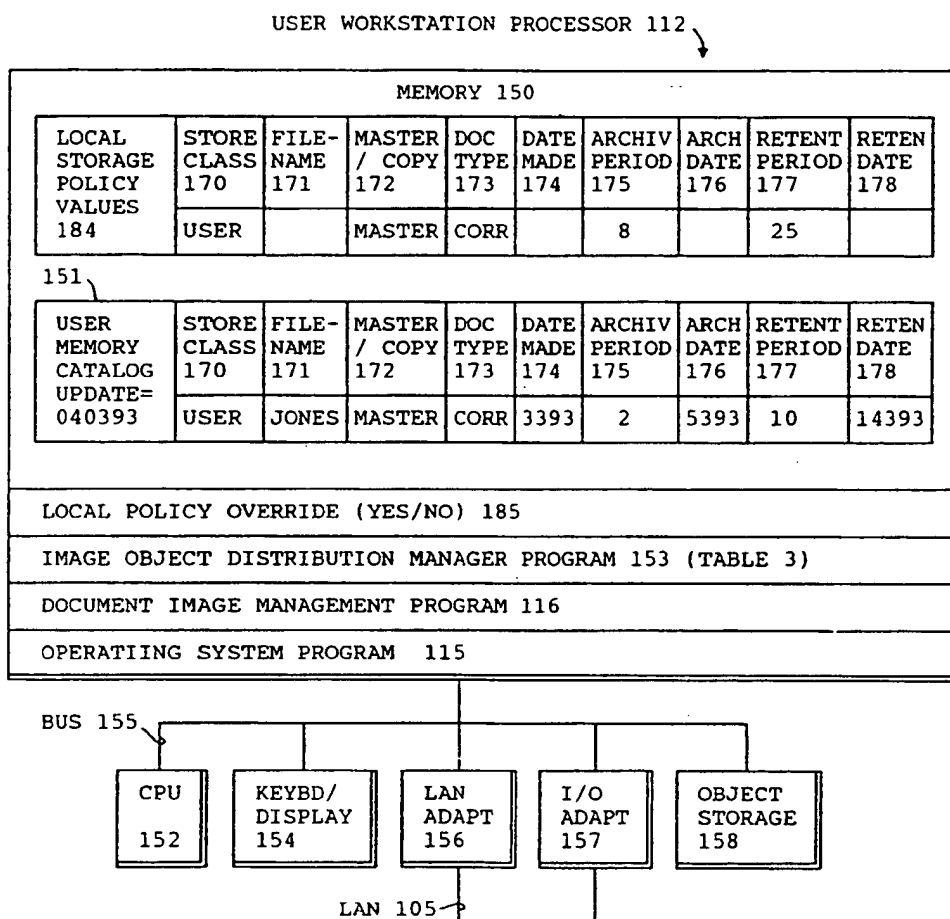 USER WORKSTATION PROCESSOR 112
MEMORY 150
LOCAL STORAGE POLICY VALUES 184 STORE CLASS 170 FILE-NAME 171 MASTER / COPY 172 DOC TYPE 173 DATE MADE 174 ARCHIV PERIOD 175 ARCH DATE 176 RETENT PERIOD 177 RETEN DATE 178
USER MASTER CORR 8 25
151
USER MEMORY CATALOG UPDATE= 040393 STORE CLASS 170 FILE-NAME 171 MASTER / COPY 172 DOC TYPE 173 DATE MADE 174 ARCHIV PERIOD 175 ARCH DATE 176 RETENT PERIOD 177 RETEN DATE 178
USER JONES MASTER CORR 3393 2 5393 10 14393
LOCAL POLICY OVERRIDE (YES/NO) 185
IMAGE OBJECT DISTRIBUTION MANAGER PROGRAM 153 (TABLE 3)
DOCUMENT IMAGE MANAGEMENT PROGRAM 116
OPERATIING SYSTEM PROGRAM 115
BUS 155
CPU 152
KEYBD/ DISPLAY 154
LAN ADAPT 156
I/O ADAPT 157
OBJECT STORAGE 158
LAN 105